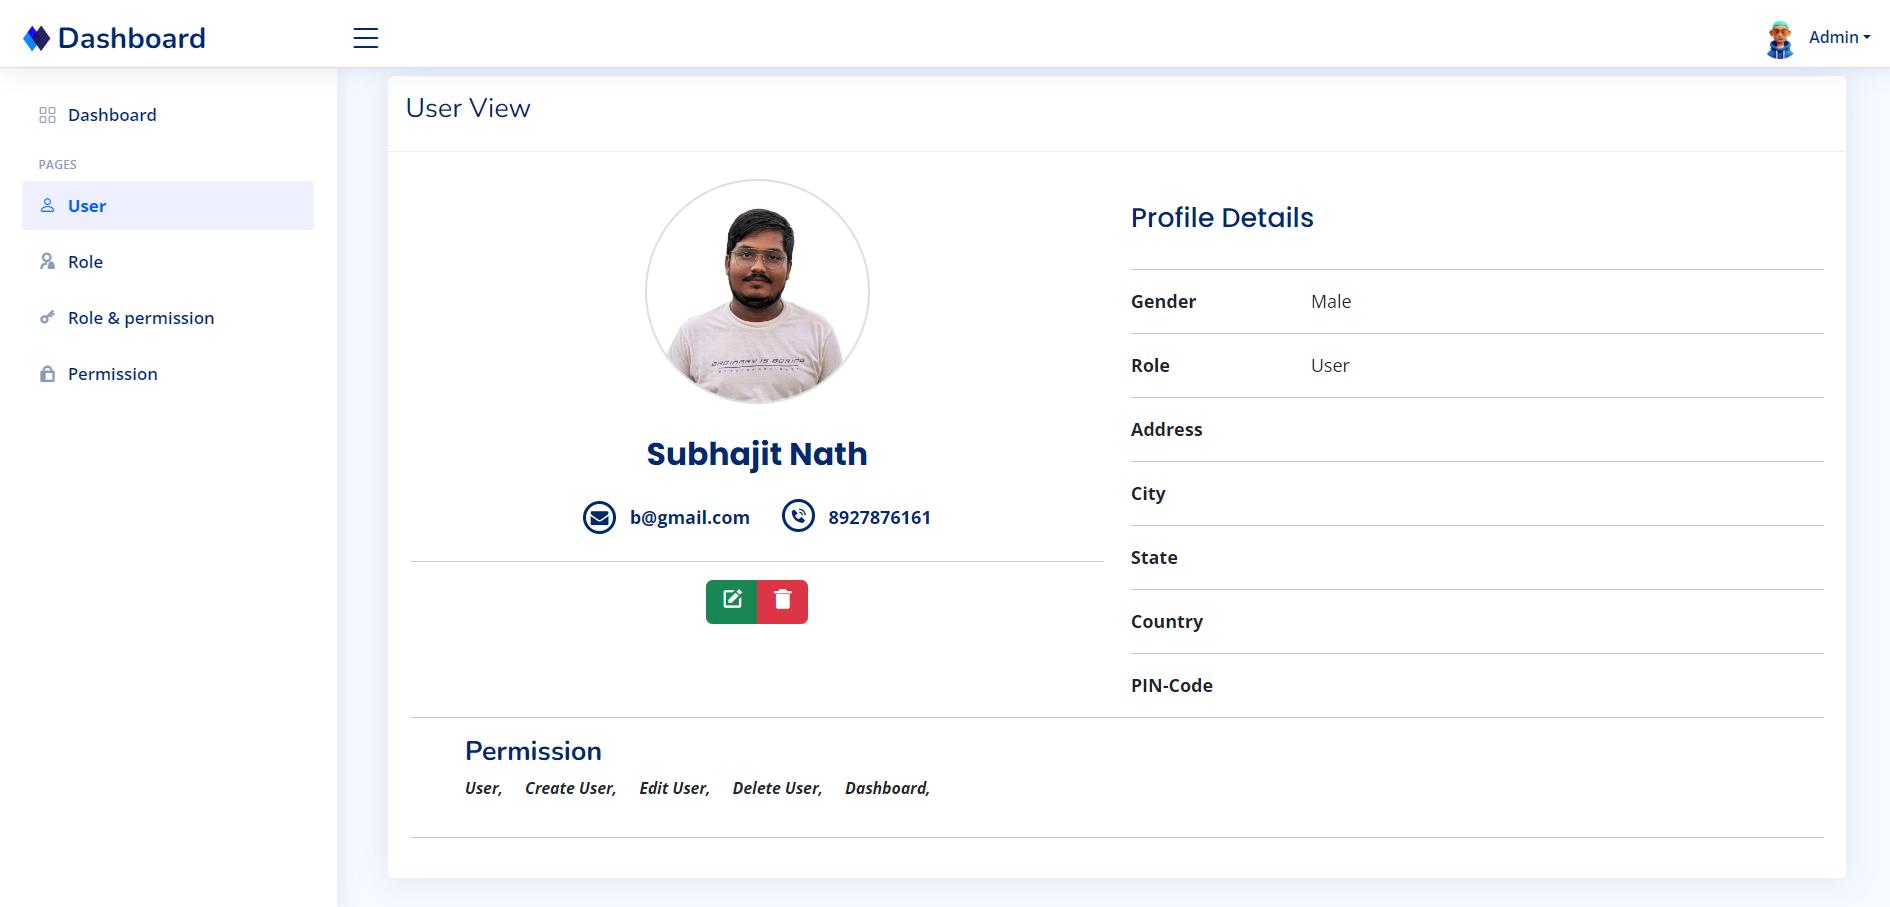 Dashboard
Admin
Dashboard
PAGES
User
Role
Role & permission
Permission
User View
ORDINARY IS BORING
Subhajit Nath
b@gmail.com 8927876161
Profile Details
Gender Male
Role User
Address
City
State
Country
PIN-Code
Permission
User, Create User, Edit User, Delete User, Dashboard,